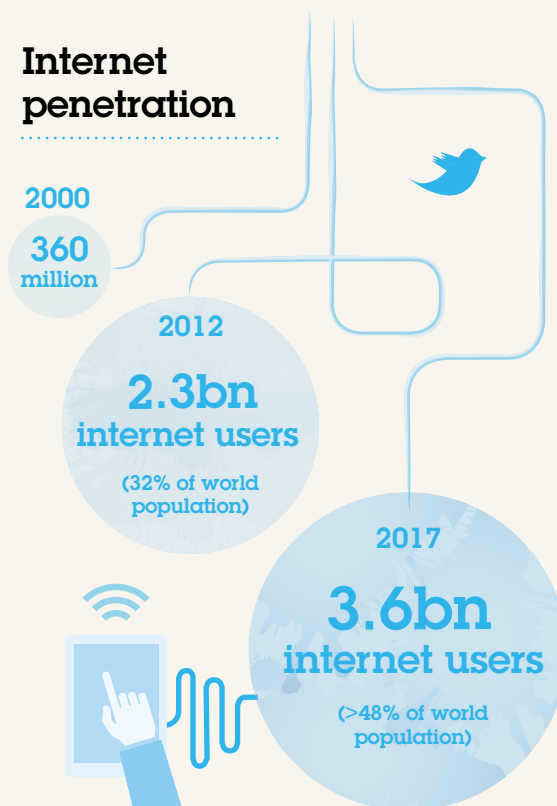 Internet
penetration
2000
360
million
2012
2.3bn
internet users
(32% of world
population)
2017
3.6bn
internet users
(>48% of world
population)